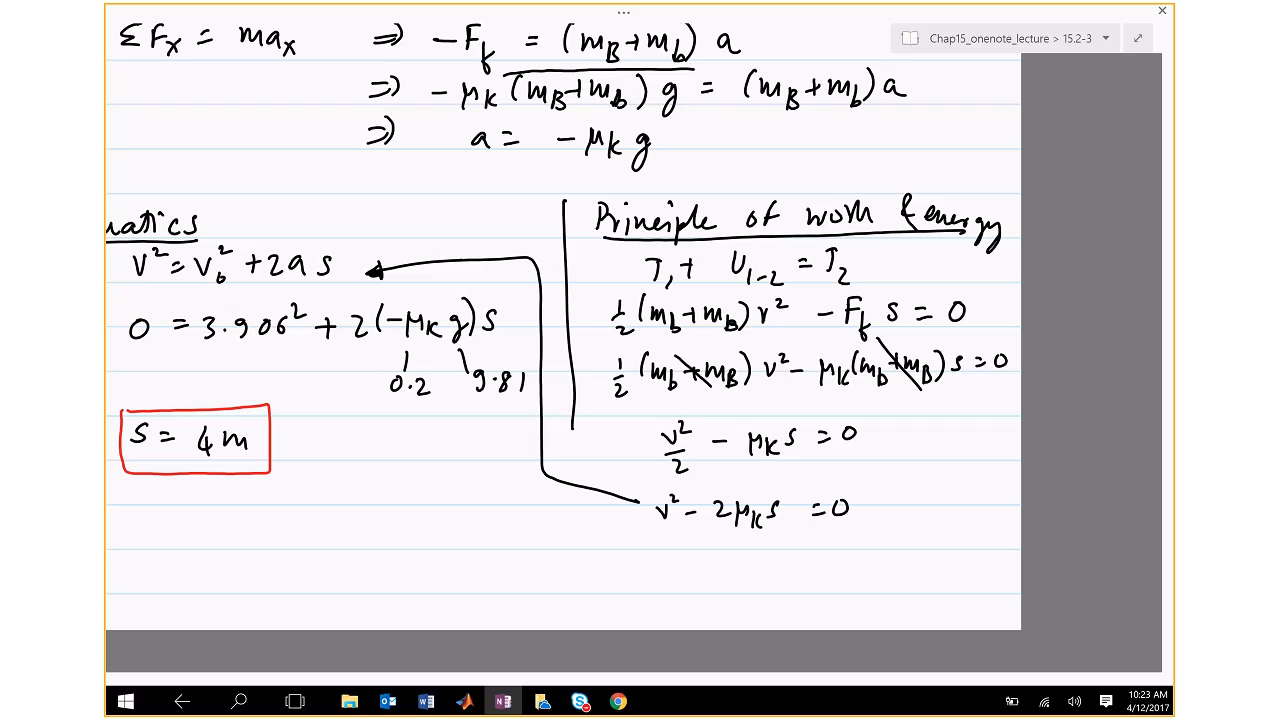 Chap15_onenote_lecture > 15.2-3
ΣFx = max ⇒ -Ff = (mB+mb) a
⇒ -μK (mB+mb) g = (mB+mb) a
⇒ a = -μK g
natics
V² = Vb² + 2as
0 = 3.906² + 2(-μK g)S
0.2 9.81
S = 4m
Principle of work & energy
T1 + U1-2 = T2
1/2 (mb+mB) v² - Ff s = 0
1/2 (mb+mB) v² - μK(mb+mB)s = 0
v²/2 - μK s = 0
v² - 2μK s = 0
10:23 AM
4/12/2017